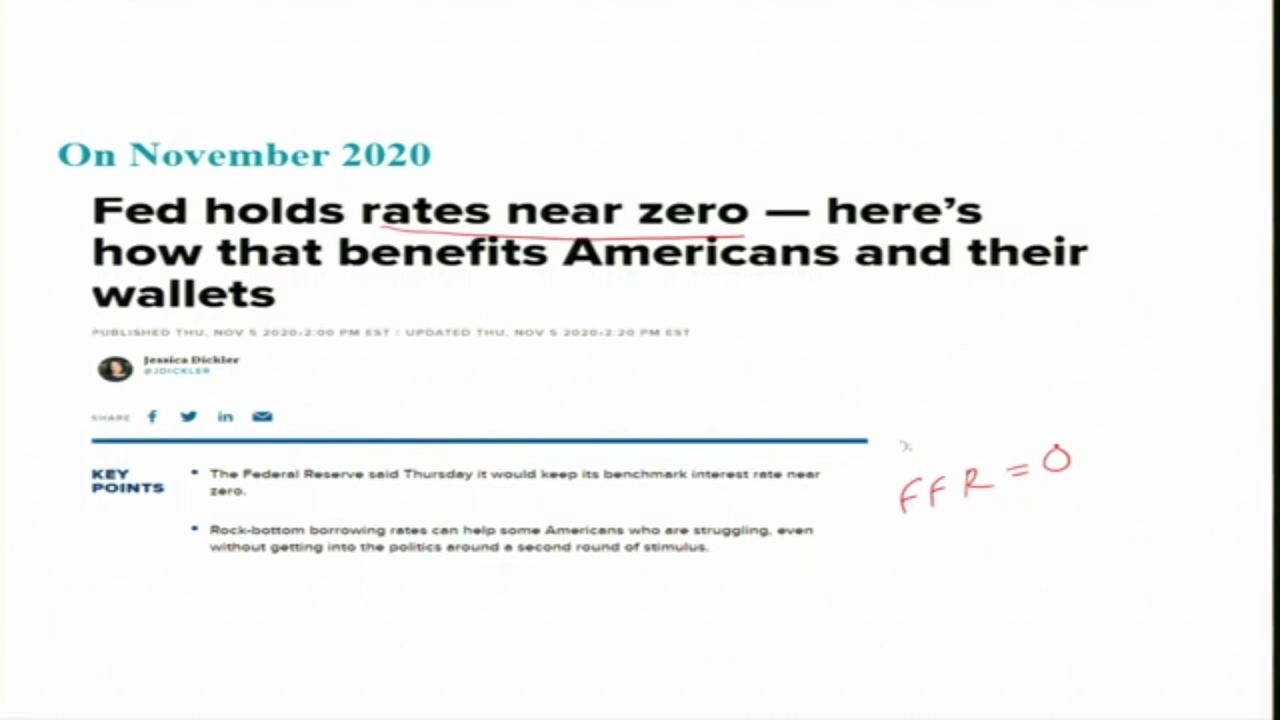 On November 2020
Fed holds rates near zero — here's
how that benefits Americans and their
wallets
PUBLISHED THU, NOV 5 2020•2:00 PM EST | UPDATED THU, NOV 5 2020•2:20 PM EST
Jessica Dickler
@JDICKLER
SHARE
KEY
POINTS
• The Federal Reserve said Thursday it would keep its benchmark interest rate near
zero.
• Rock-bottom borrowing rates can help some Americans who are struggling, even
without getting into the politics around a second round of stimulus.
FFR = 0